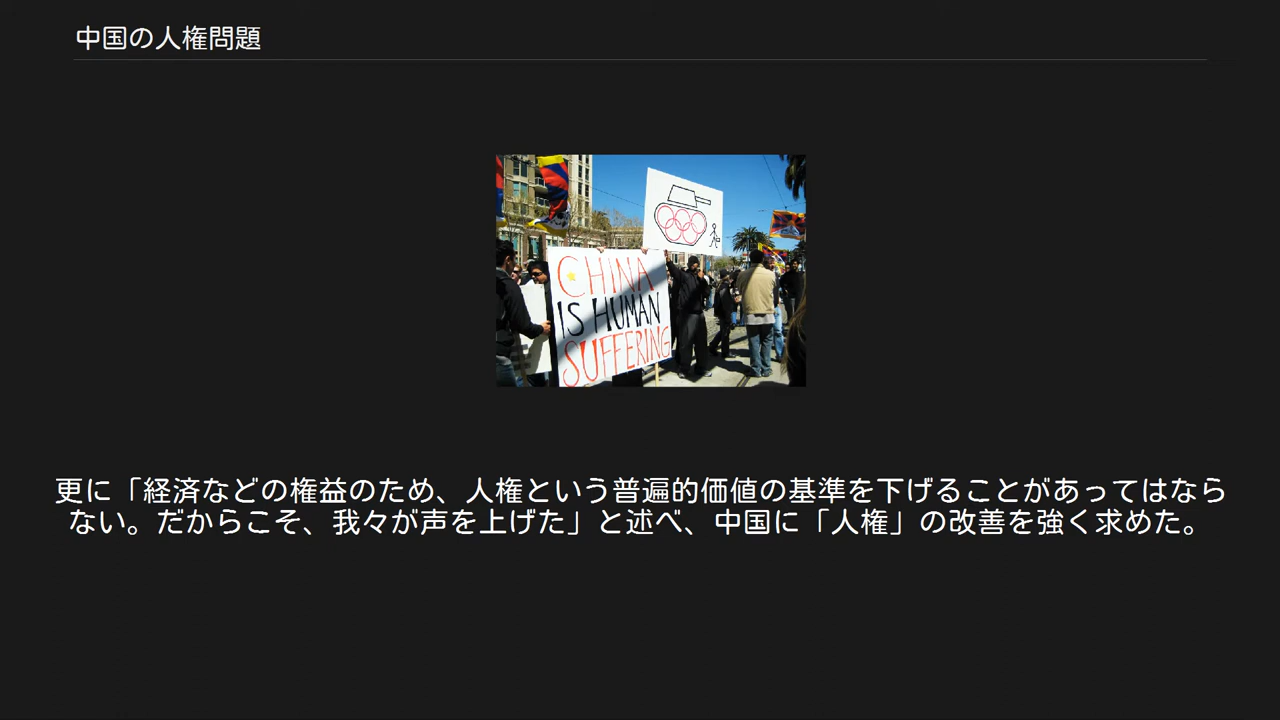 中国の人権問題
CHINA
IS HUMAN
SUFFERING
更に「経済などの権益のため、人権という普遍的価値の基準を下げることがあってはなら
ない。だからこそ、我々が声を上げた」と述べ、中国に「人権」の改善を強く求めた。